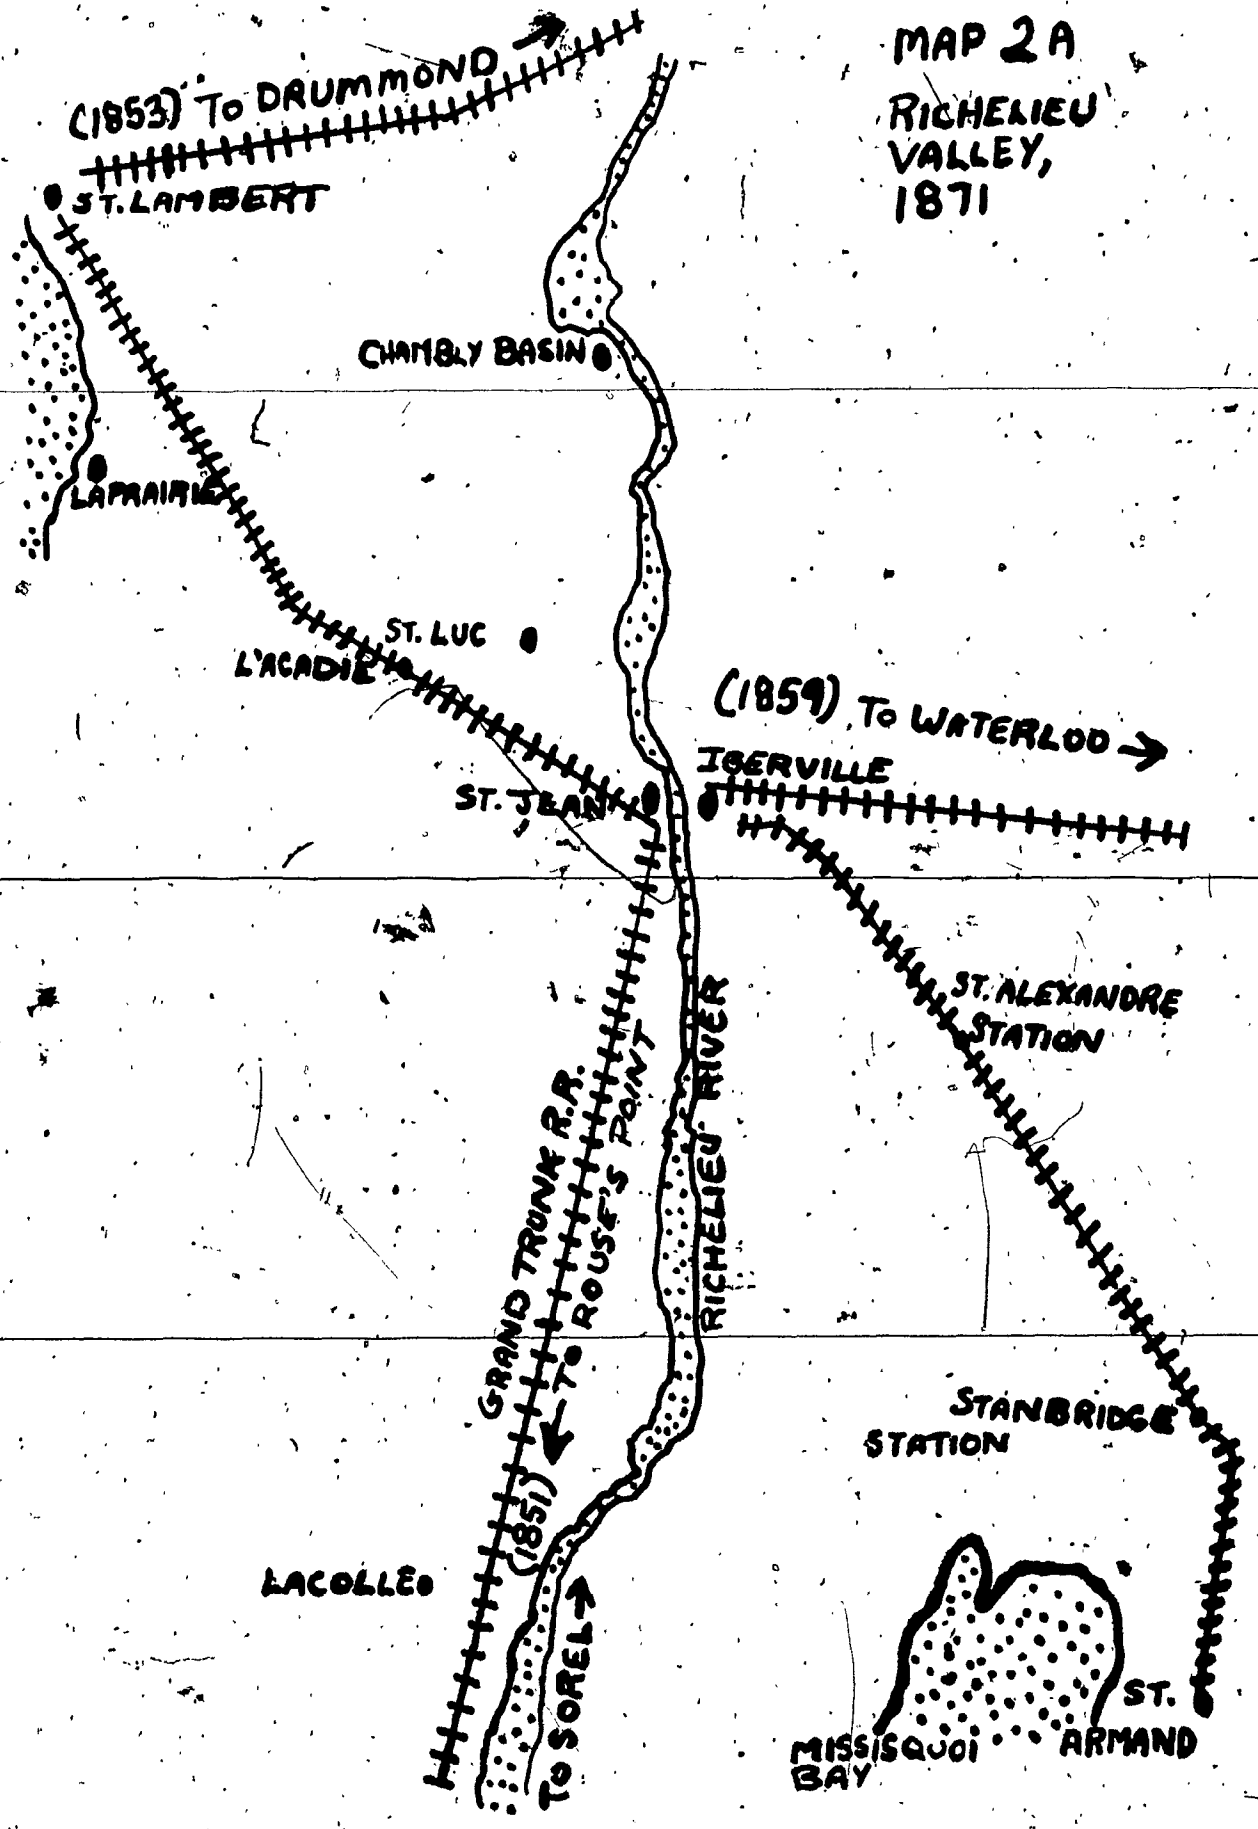 MAP 2A
RICHELIEU
VALLEY,
1871
(1853) TO DRUMMOND →
ST. LAMBERT
CHAMBLY BASIN
LAPRAIRIE
ST. LUC
L'ACADIE
(1859) TO WATERLOO →
IBERVILLE
ST. JEAN
ST. ALEXANDRE
STATION
RICHELIEU RIVER
GRAND TRUNK R.R.
← TO ROUSE'S POINT
(1851)
STANBRIDGE
STATION
LACOLLE
TO SOREL →
ST.
ARMAND
MISSISQUOI
BAY